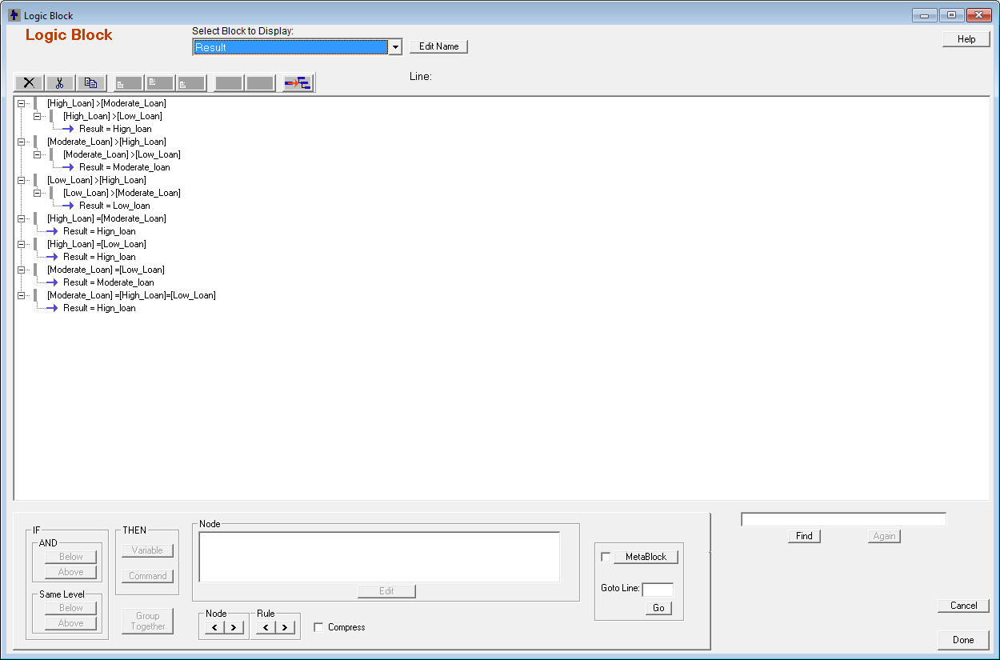 Logic Block
Logic Block
Select Block to Display:
Result
Edit Name
Help
Line:
[High_Loan] >[Moderate_Loan]
[High_Loan] >[Low_Loan]
Result = Hign_loan
[Moderate_Loan] >[High_Loan]
[Moderate_Loan] >[Low_Loan]
Result = Moderate_loan
[Low_Loan] >[High_Loan]
[Low_Loan] >[Moderate_Loan]
Result = Low_loan
[High_Loan] =[Moderate_Loan]
Result = Hign_loan
[High_Loan] =[Low_Loan]
Result = Hign_loan
[Moderate_Loan] =[Low_Loan]
Result = Moderate_loan
[Moderate_Loan] =[High_Loan]=[Low_Loan]
Result = Hign_loan
IF
AND
Below
Above
Same Level
Below
Above
THEN
Variable
Command
Group
Together
Node
Edit
Node
< >
Rule
< >
Compress
MetaBlock
Goto Line:
Go
Find
Again
Cancel
Done